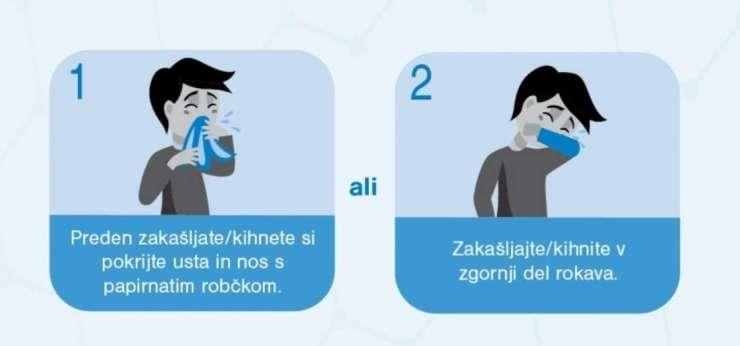 1
Preden zakašljate/kihnete si
pokrijte usta in nos s
papirnatim robčkom.
ali
2
Zakašljajte/kihnite v
zgornji del rokava.